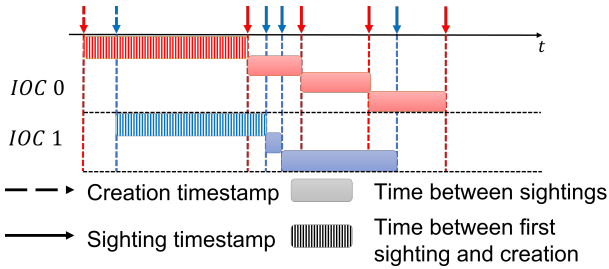 t
IOC 0
IOC 1
Creation timestamp
Time between sightings
Sighting timestamp
Time between first
sighting and creation